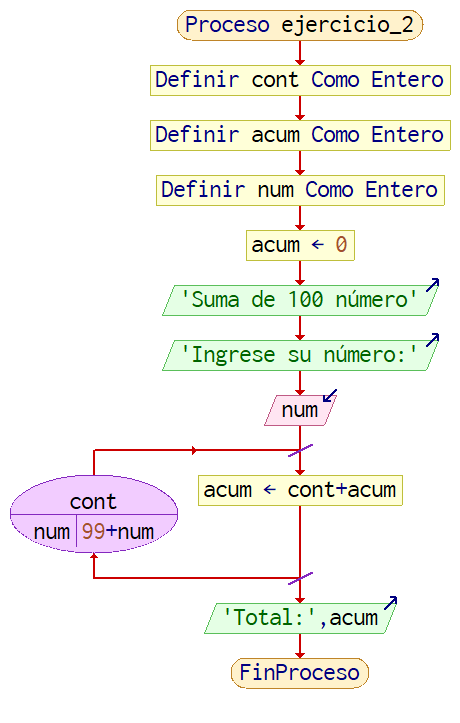 Proceso ejercicio_2
Definir cont Como Entero
Definir acum Como Entero
Definir num Como Entero
acum ← 0
'Suma de 100 número'
'Ingrese su número:'
num
cont
num 99+num
acum ← cont+acum
'Total:',acum
FinProceso